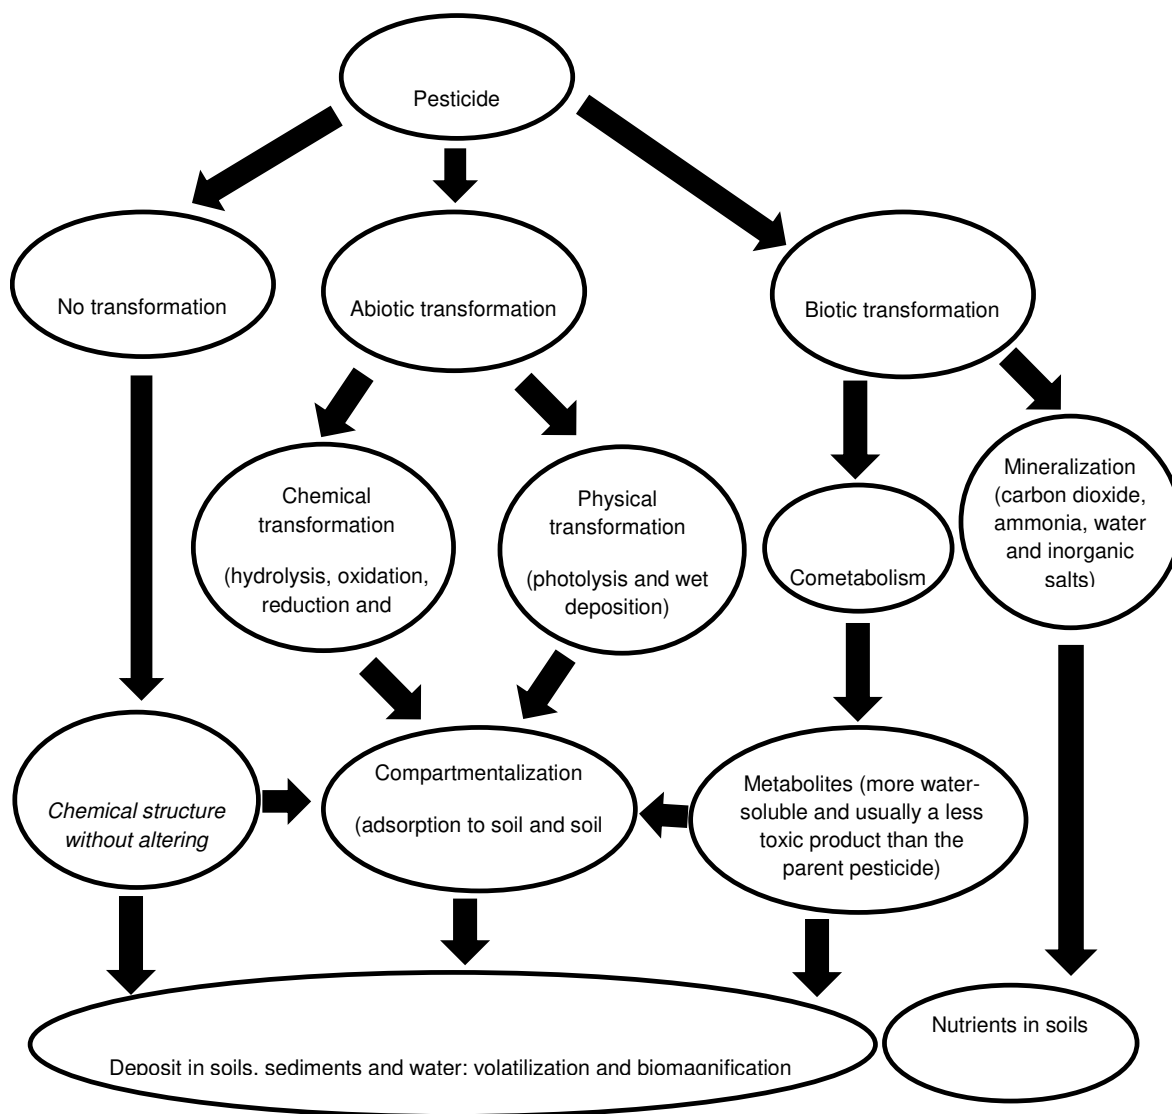 Pesticide
No transformation
Abiotic transformation
Biotic transformation
Chemical
transformation
(hydrolysis, oxidation,
reduction and
Physical
transformation
(photolysis and wet
deposition)
Cometabolism
Mineralization
(carbon dioxide,
ammonia, water
and inorganic
salts)
Chemical structure
without altering
Compartmentalization
(adsorption to soil and soil
Metabolites (more water-
soluble and usually a less
toxic product than the
parent pesticide)
Deposit in soils, sediments and water: volatilization and biomagnification
Nutrients in soils